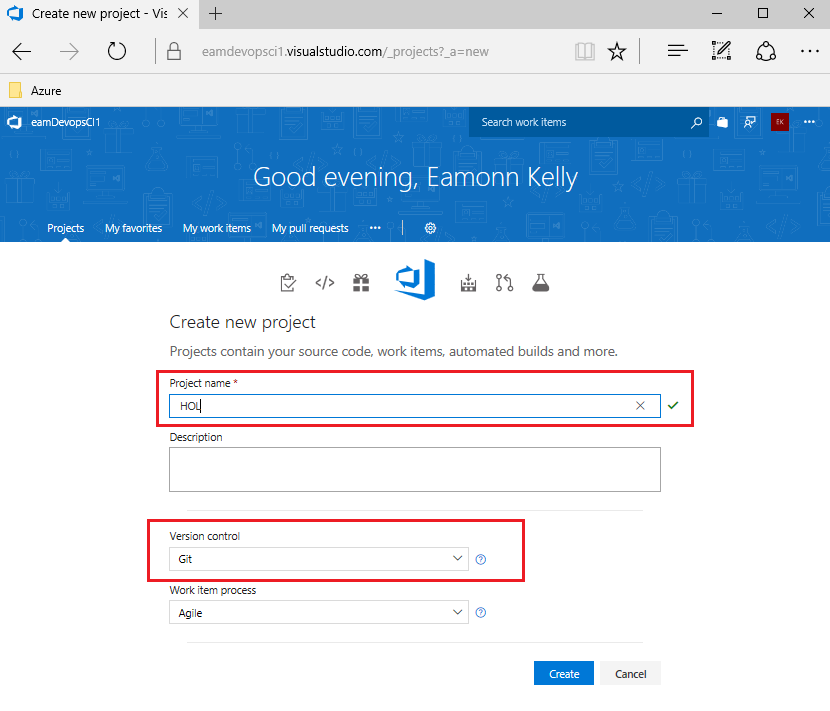 Create new project - Vis
eamdevopsci1.visualstudio.com/_projects?_a=new
Azure
eamDevopsCI1
Search work items
EK
Good evening, Eamonn Kelly
Projects
My favorites
My work items
My pull requests
Create new project
Projects contain your source code, work items, automated builds and more.
Project name *
HOL
Description
Version control
Git
Work item process
Agile
Create
Cancel